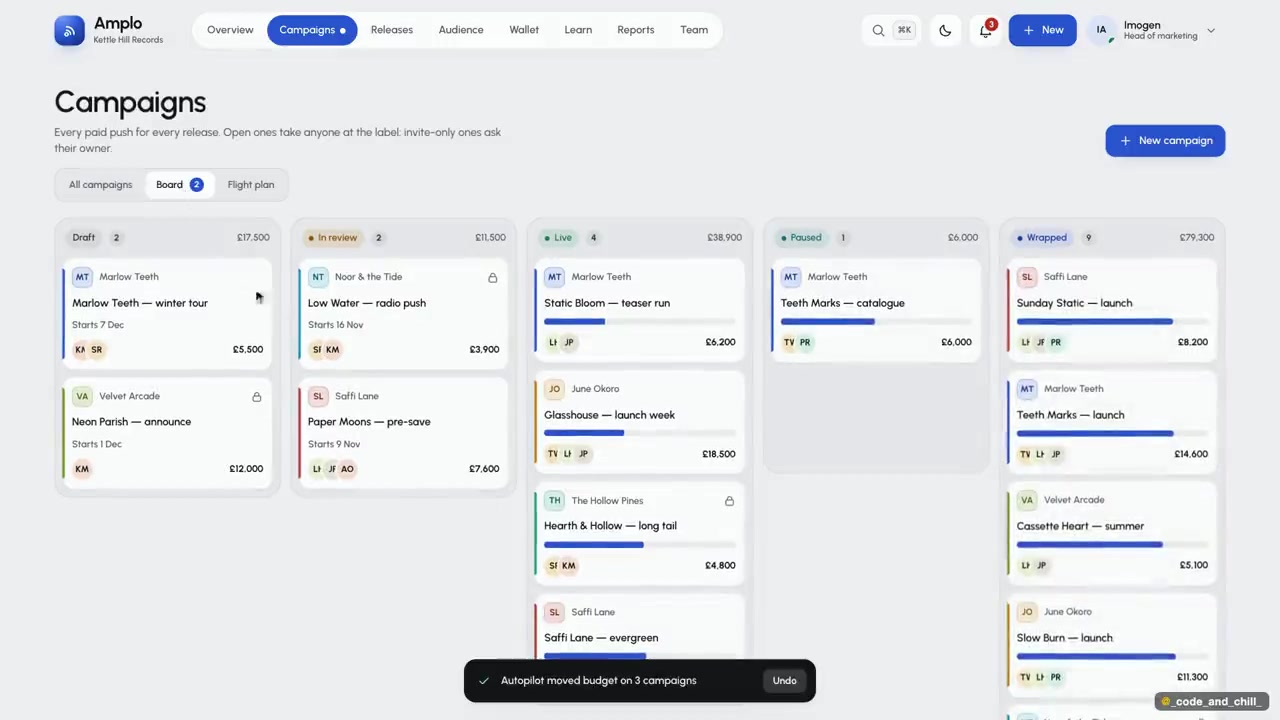 Amplo
Kettle Hill Records
Overview
Campaigns
Releases
Audience
Wallet
Learn
Reports
Team
⌘K
3
+ New
IA
Imogen
Head of marketing
Campaigns
Every paid push for every release. Open ones take anyone at the label: invite-only ones ask
their owner.
+ New campaign
All campaigns
Board 2
Flight plan
Draft 2 £17,500
MT Marlow Teeth
Marlow Teeth — winter tour
Starts 7 Dec
SR £5,500
VA Velvet Arcade
Neon Parish — announce
Starts 1 Dec
KM £12,000
In review 2 £11,500
NT Noor & the Tide
Low Water — radio push
Starts 16 Nov
KM £3,900
SL Saffi Lane
Paper Moons — pre-save
Starts 9 Nov
AO £7,600
Live 4 £38,900
MT Marlow Teeth
Static Bloom — teaser run
JP £6,200
JO June Okoro
Glasshouse — launch week
JP £18,500
TH The Hollow Pines
Hearth & Hollow — long tail
KM £4,800
SL Saffi Lane
Saffi Lane — evergreen
Paused 1 £6,000
MT Marlow Teeth
Teeth Marks — catalogue
PR £6,000
Wrapped 9 £79,300
SL Saffi Lane
Sunday Static — launch
PR £8,200
MT Marlow Teeth
Teeth Marks — launch
JP £14,600
VA Velvet Arcade
Cassette Heart — summer
JP £5,100
JO June Okoro
Slow Burn — launch
PR £11,300
Autopilot moved budget on 3 campaigns
Undo
@_code_and_chill_